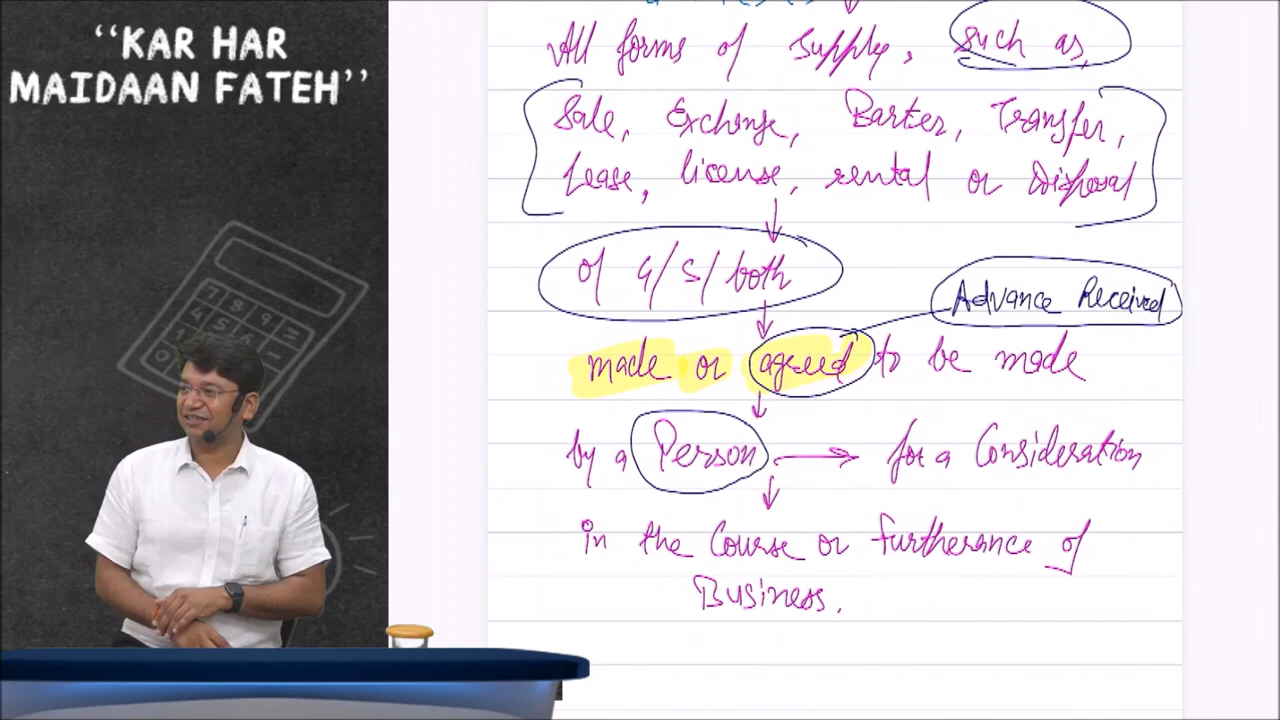 “KAR HAR
MAIDAAN FATEH”
All forms of supply, such as,
Sale, Exchange, Barter, Transfer,
Lease, license, rental or Disposal
of G/S/both
Advance Received
made or agreed to be made
by a Person → for a Consideration
in the Course or furtherance of
Business.